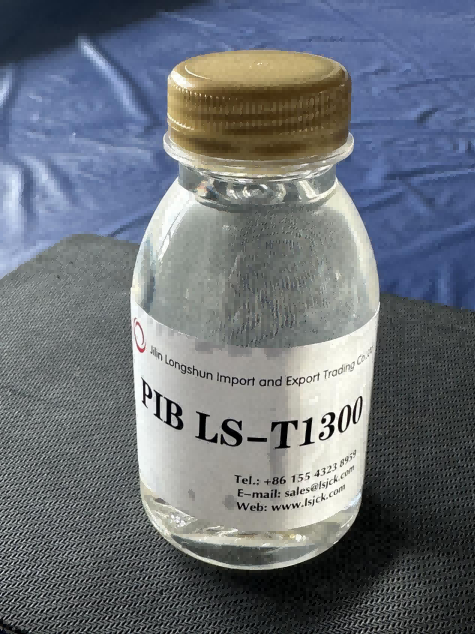 Jilin Longshun Import and Export Trading Co.
PIB LS-T1300
Tel.: +86 155 4323 8959
E-mail: sales@lsjck.com
Web: www.lsjck.com